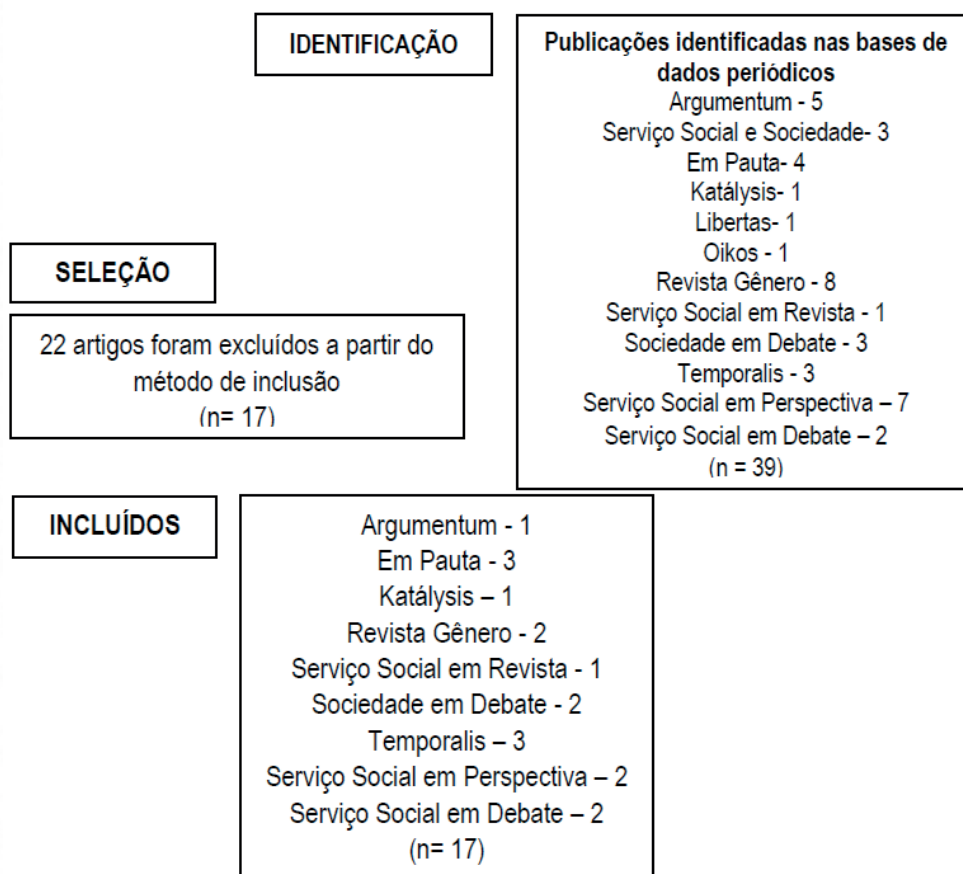 IDENTIFICAÇÃO
Publicações identificadas nas bases de
dados periódicos
Argumentum - 5
Serviço Social e Sociedade- 3
Em Pauta- 4
Katálysis- 1
Libertas- 1
Oikos - 1
Revista Gênero - 8
Serviço Social em Revista - 1
Sociedade em Debate - 3
Temporalis - 3
Serviço Social em Perspectiva – 7
Serviço Social em Debate – 2
(n = 39)
SELEÇÃO
22 artigos foram excluídos a partir do
método de inclusão
(n= 17)
INCLUÍDOS
Argumentum - 1
Em Pauta - 3
Katálysis – 1
Revista Gênero - 2
Serviço Social em Revista - 1
Sociedade em Debate - 2
Temporalis – 3
Serviço Social em Perspectiva – 2
Serviço Social em Debate – 2
(n= 17)